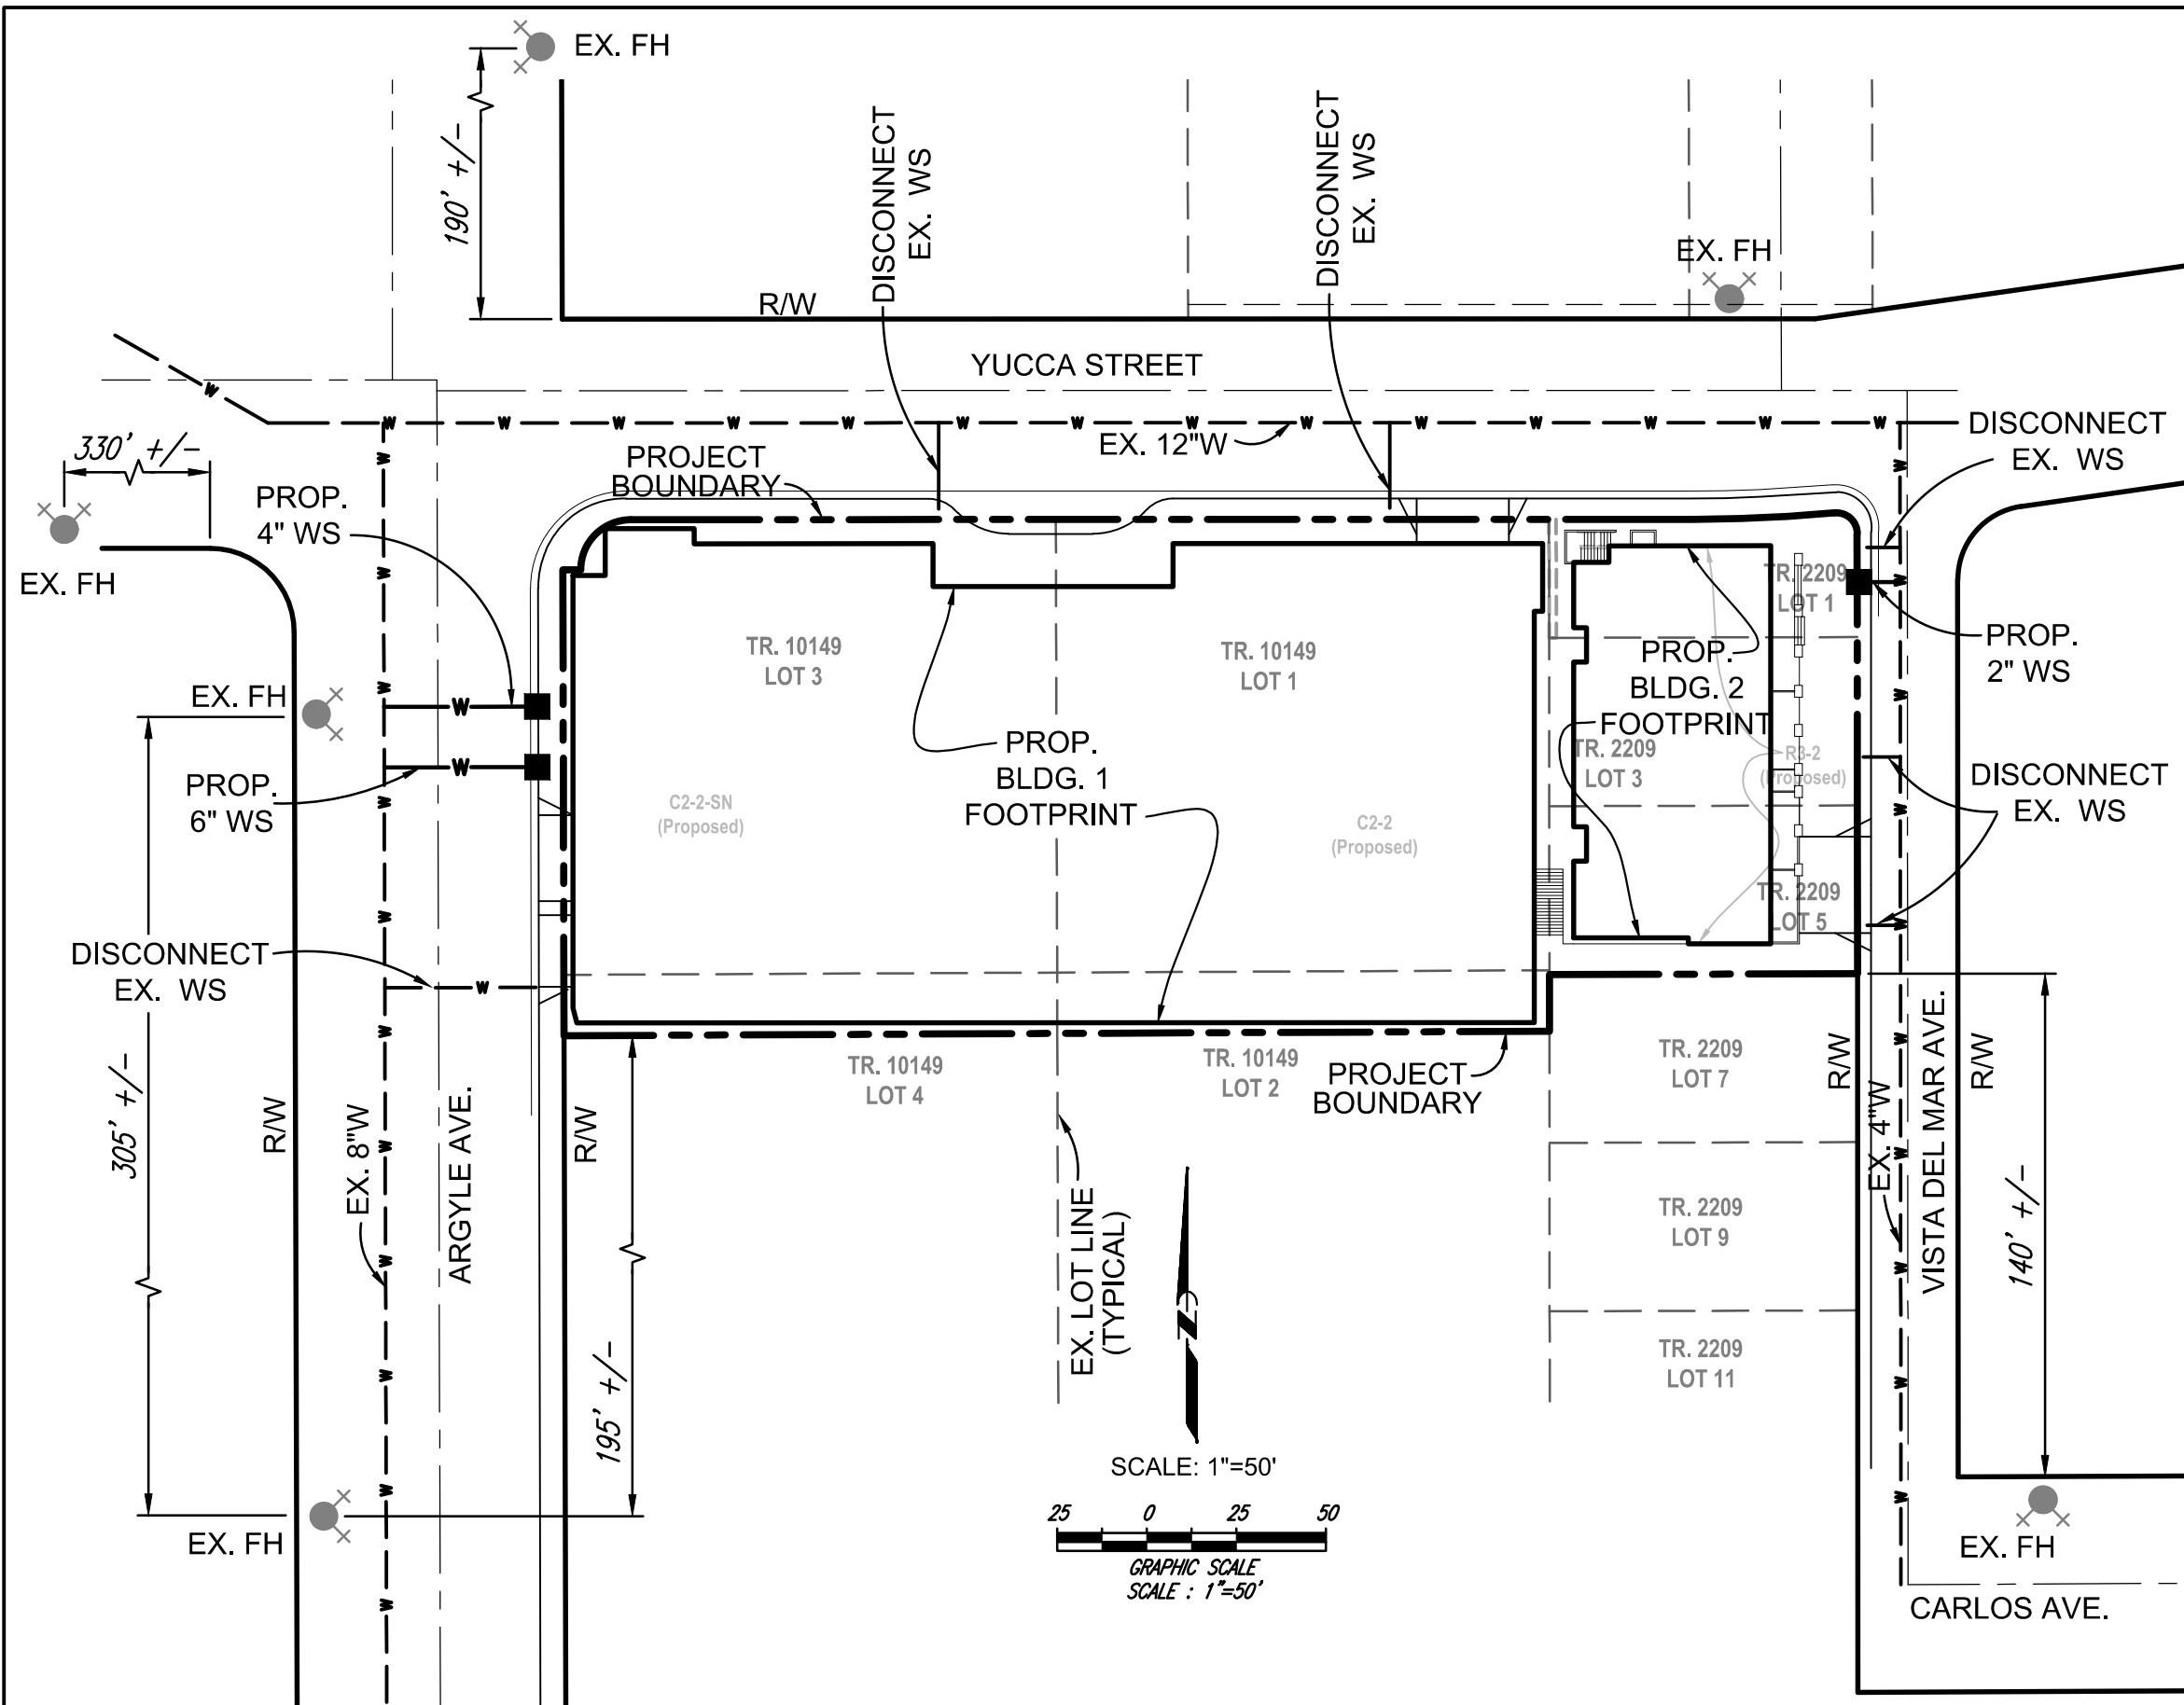 EX. FH
190' +/-
DISCONNECT
EX. WS
DISCONNECT
EX. WS
EX. FH
R/W
YUCCA STREET
W
W W W W W W W W W W W W W W
330' +/-
PROJECT
BOUNDARY
EX. 12"W
DISCONNECT
EX. WS
PROP.
4" WS
EX. FH
TR. 2209
LOT 1
TR. 10149
LOT 3
TR. 10149
LOT 1
PROP.
BLDG. 2
FOOTPRINT
PROP.
2" WS
EX. FH
W
W
PROP.
6" WS
PROP.
BLDG. 1
FOOTPRINT
TR. 2209
LOT 3
R3-2
(Proposed)
DISCONNECT
EX. WS
C2-2-SN
(Proposed)
C2-2
(Proposed)
TR. 2209
LOT 5
DISCONNECT
EX. WS
W
305' +/-
R/W
EX. 8"W
ARGYLE AVE.
R/W
TR. 10149
LOT 4
TR. 10149
LOT 2
PROJECT
BOUNDARY
TR. 2209
LOT 7
R/W
EX. 4"W
VISTA DEL MAR AVE.
R/W
EX. LOT LINE
(TYPICAL)
TR. 2209
LOT 9
140' +/-
195' +/-
N
TR. 2209
LOT 11
SCALE: 1"=50'
25 0 25 50
GRAPHIC SCALE
SCALE : 1"=50'
EX. FH
EX. FH
CARLOS AVE.